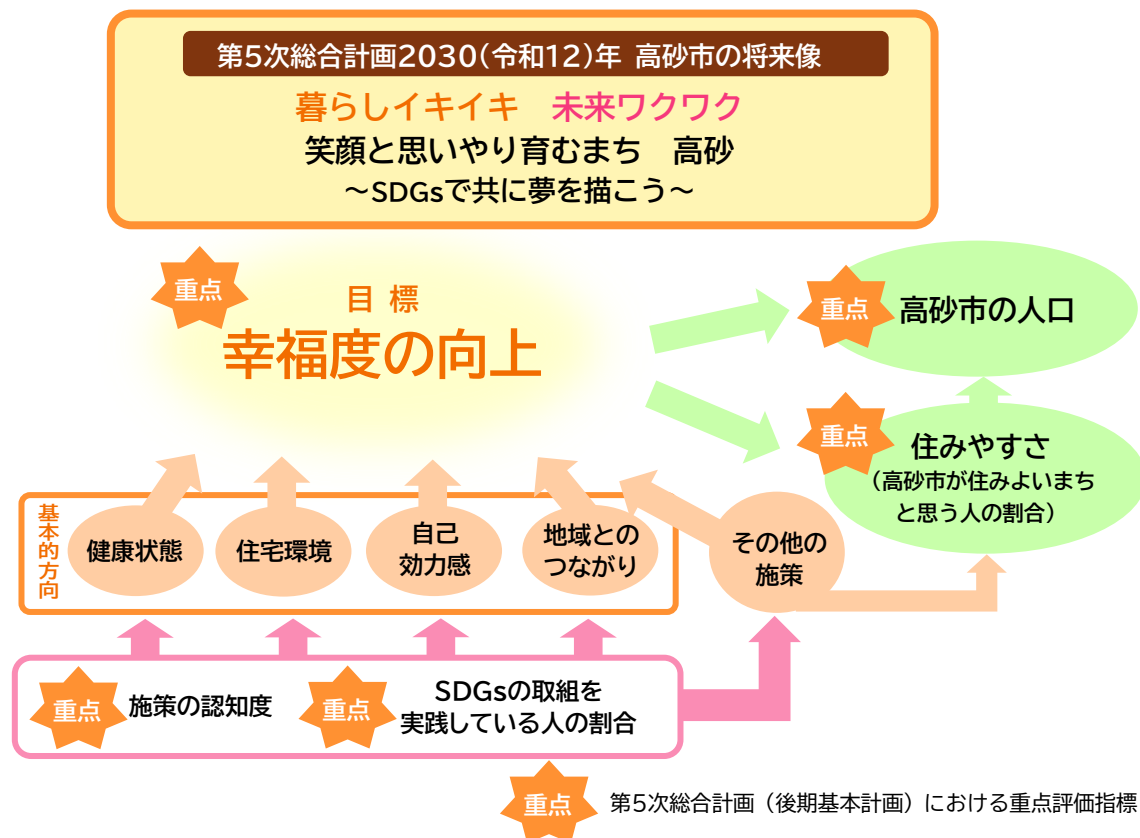 第5次総合計画2030(令和12)年 高砂市の将来像
暮らしイキイキ　未来ワクワク
笑顔と思いやり育むまち　高砂
～SDGsで共に夢を描こう～
重点
目 標
幸福度の向上
重点
高砂市の人口
重点
住みやすさ
(高砂市が住みよいまち
と思う人の割合)
基本的方向
健康状態
住宅環境
自己
効力感
地域との
つながり
その他の
施策
重点
施策の認知度
重点
SDGsの取組を
実践している人の割合
重点
第5次総合計画（後期基本計画）における重点評価指標